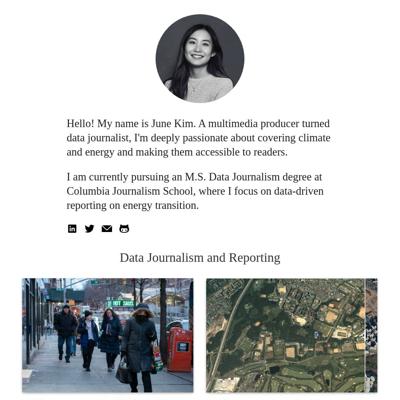 Hello! My name is June Kim. A multimedia producer turned
data journalist, I'm deeply passionate about covering climate
and energy and making them accessible to readers.
I am currently pursuing an M.S. Data Journalism degree at
Columbia Journalism School, where I focus on data-driven
reporting on energy transition.
Data Journalism and Reporting